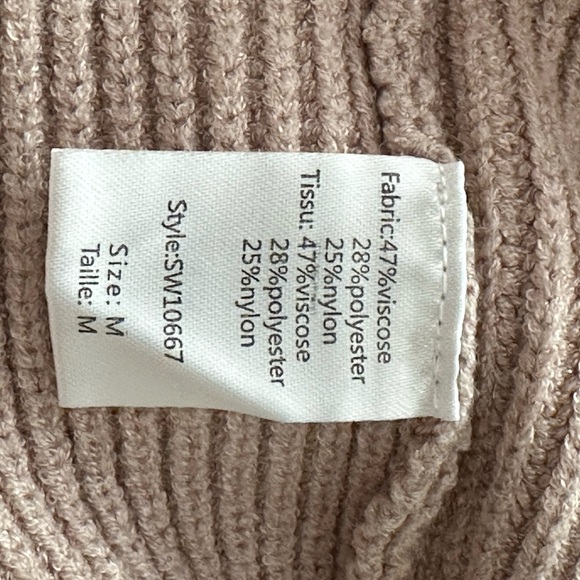 Fabric:47%viscose
28%polyester
25%nylon
Tissu: 47%viscose
28%polyester
25%nylon
Style:SW10667
Size: M
Taille: M